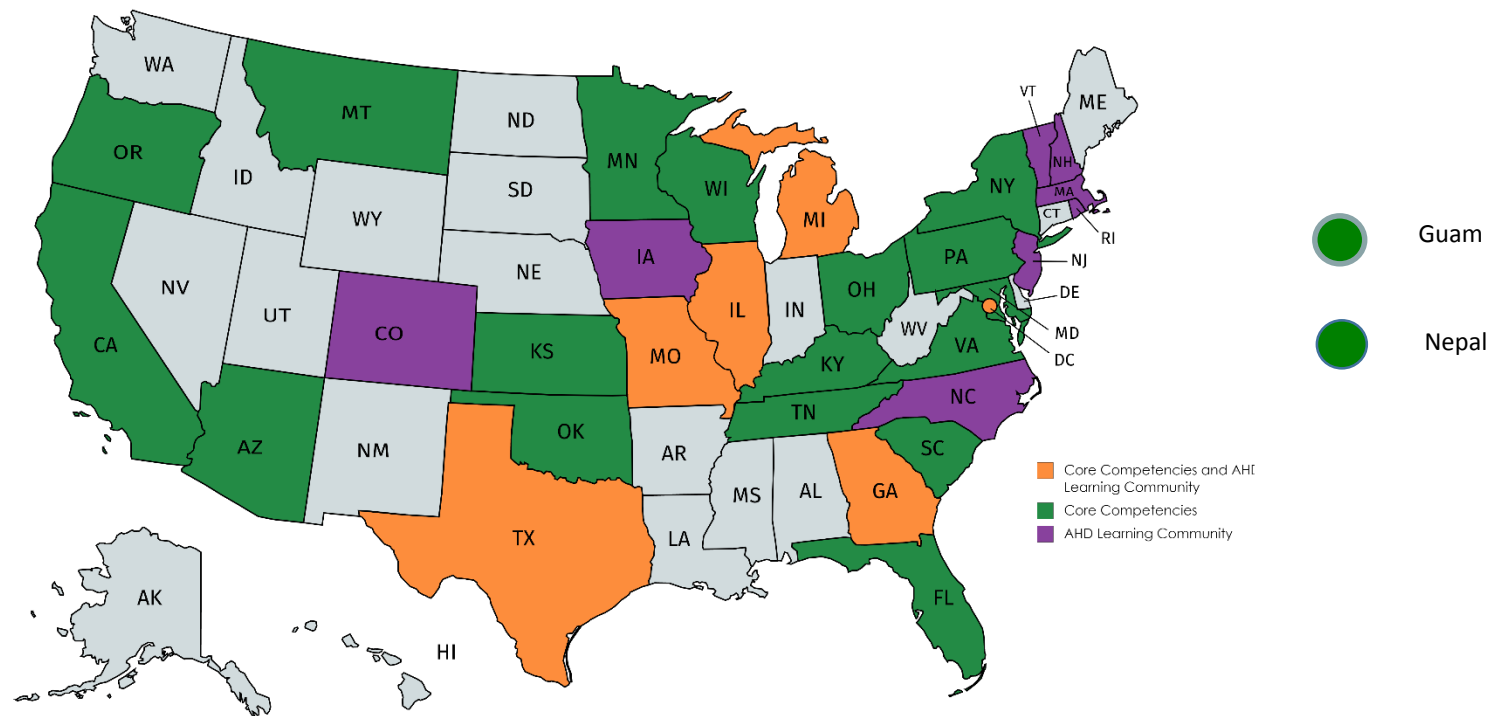 WA
MT
ND
MN
VT
ME
OR
ID
SD
WI
NY
NH
MA
WY
MI
CT
RI
Guam
IA
PA
NJ
NE
NV
OH
DE
UT
IL
IN
CA
CO
WV
MD
Nepal
KS
MO
VA
DC
KY
NC
TN
AZ
OK
NM
AR
SC
MS
AL
GA
Core Competencies and AHD
Learning Community
Core Competencies
AHD Learning Community
TX
LA
AK
FL
HI